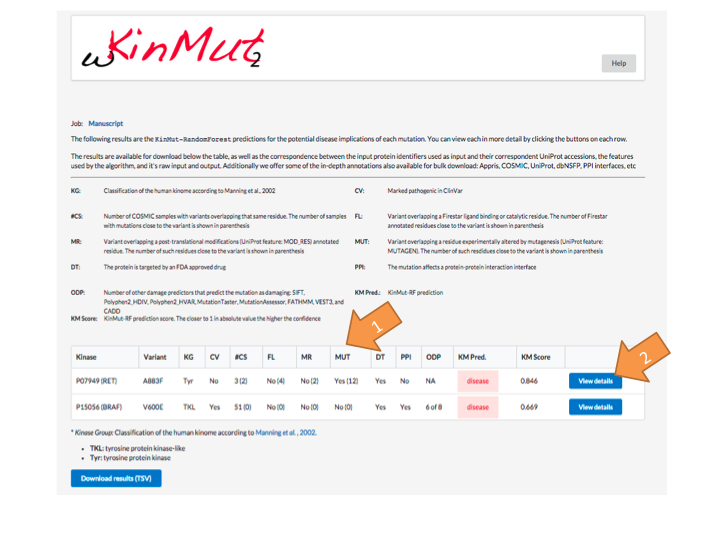 wKinMut
2
Help
Job: Manuscript
The following results are the KinMut-RandomForest predictions for the potential disease implications of each mutation. You can view each in more detail by clicking the buttons on each row.
The results are available for download below the table, as well as the correspondence between the input protein identifiers used as input and their correspondent UniProt accessions, the features
used by the algorithm, and it's raw input and output. Additionally we offer some of the in-depth annotations also available for bulk download: Appris, COSMIC, UniProt, dbNSFP, PPI interfaces, etc
KG: Classification of the human kinome according to Manning et al., 2002
CV: Marked pathogenic in ClinVar
#CS: Number of COSMIC samples with variants overlapping that same residue. The number of samples
with mutations close to the variant is shown in parenthesis
FL: Variant overlapping a Firestar ligand binding or catalytic residue. The number of Firestar
annotated residues close to the variant is shown in parenthesis
MR: Variant overlapping a post-translational modifications (UniProt feature: MOD_RES) annotated
residue. The number of such residues close to the variant is shown in parenthesis
MUT: Variant overlapping a residue experimentally altered by mutagenesis (UniProt feature:
MUTAGEN). The number of such residues close to the variant is shown in parenthesis
DT: The protein is targeted by an FDA approved drug
PPI: The mutation affects a protein-protein interaction interface
ODP: Number of other damage predictors that predict the mutation as damaging: SIFT,
Polyphen2_HDIV, Polyphen2_HVAR, MutationTaster, MutationAssessor, FATHMM, VEST3, and
CADD
KM Pred.: KinMut-RF prediction
KM Score: KinMut-RF prediction score. The closer to 1 in absolute value the higher the confidence
1
Kinase Variant KG CV #CS FL MR MUT DT PPI ODP KM Pred. KM Score
2
P07949 (RET) A883F Tyr No 3 (2) No (4) No (2) Yes (12) Yes No NA disease 0.846 View details
P15056 (BRAF) V600E TKL Yes 51 (0) No (0) No (0) No (0) Yes Yes 6 of 8 disease 0.669 View details
* Kinase Group: Classification of the human kinome according to Manning et al., 2002.
• TKL: tyrosine protein kinase-like
• Tyr: tyrosine protein kinase
Download results (TSV)